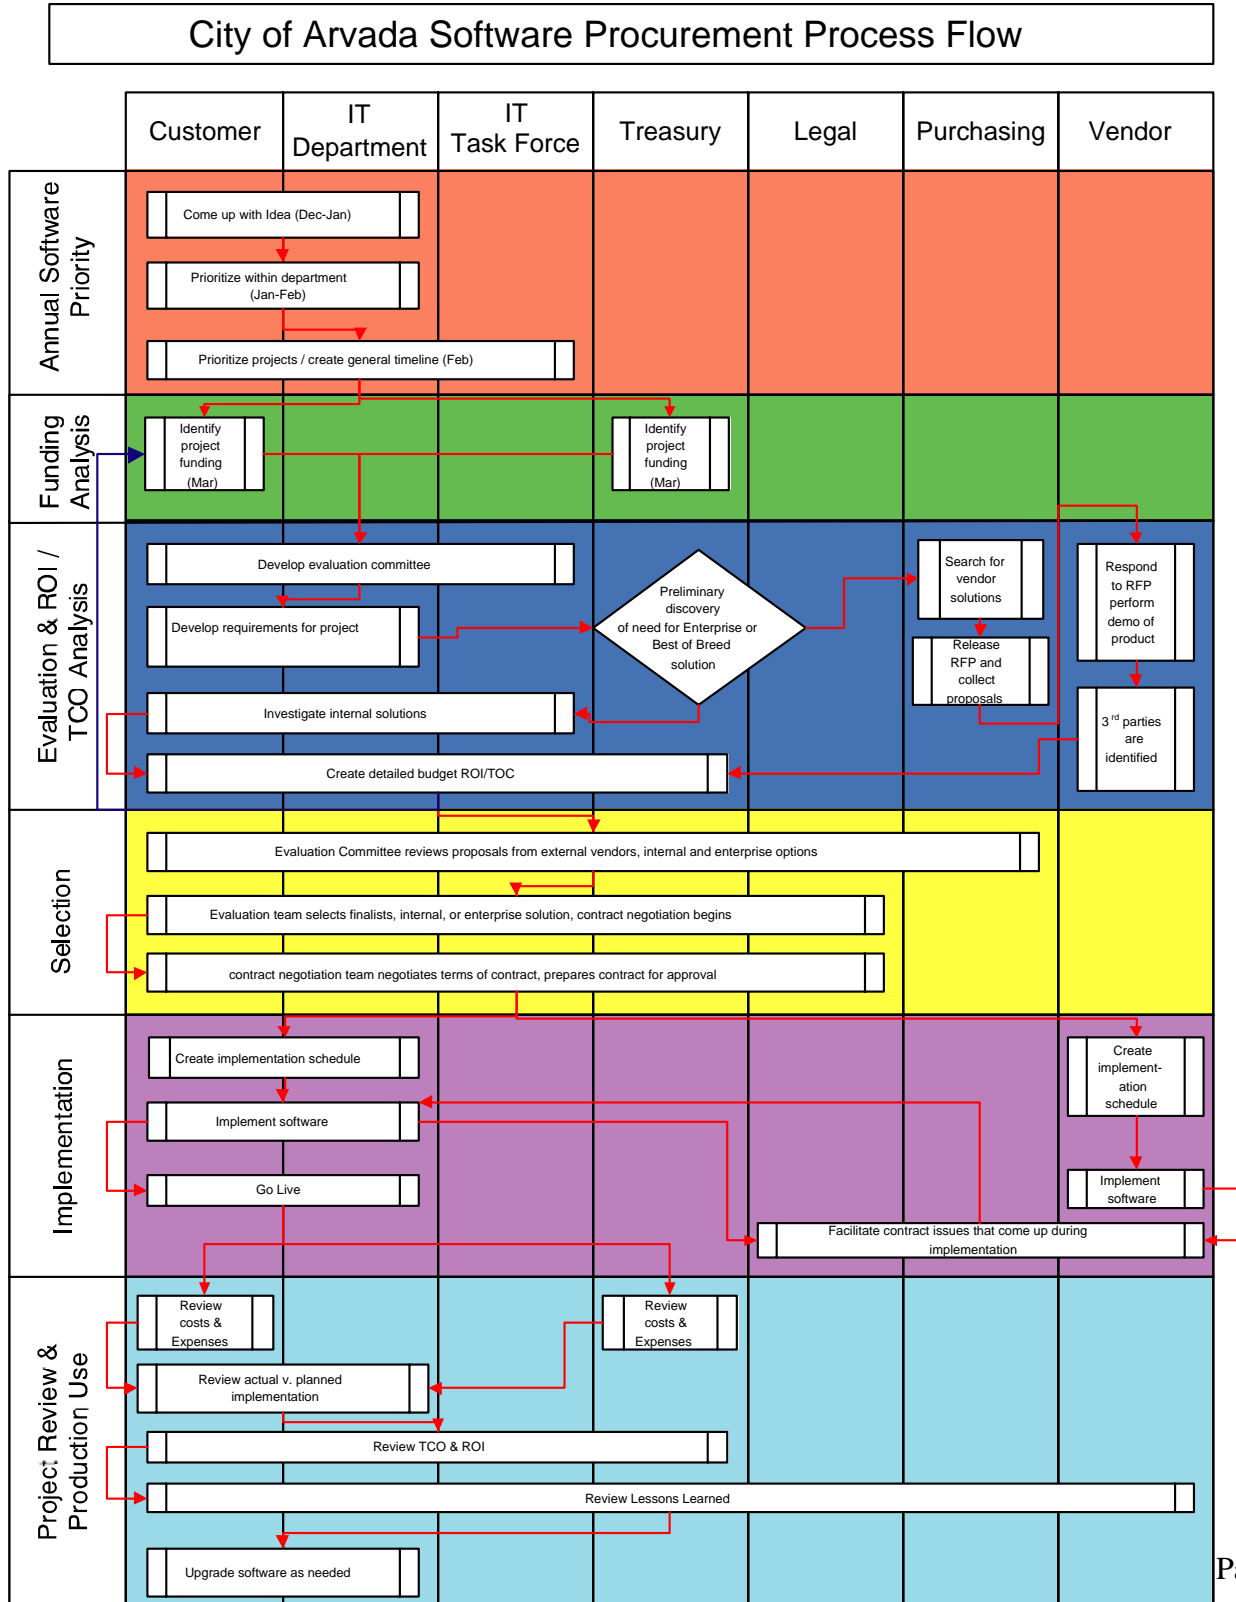 City of Arvada Software Procurement Process Flow
Customer
IT
Department
IT
Task Force
Treasury
Legal
Purchasing
Vendor
Annual Software
Priority
Come up with Idea (Dec-Jan)
Prioritize within department
(Jan-Feb)
Prioritize projects / create general timeline (Feb)
Funding
Analysis
Identify
project
funding
(Mar)
Identify
project
funding
(Mar)
Evaluation & ROI /
TCO Analysis
Develop evaluation committee
Develop requirements for project
Preliminary
discovery
of need for Enterprise or
Best of Breed
solution
Search for
vendor
solutions
Release
RFP and
collect
proposals
Respond
to RFP
perform
demo of
product
3rd parties
are
identified
Investigate internal solutions
Create detailed budget ROI/TOC
Selection
Evaluation Committee reviews proposals from external vendors, internal and enterprise options
Evaluation team selects finalists, internal, or enterprise solution, contract negotiation begins
contract negotiation team negotiates terms of contract, prepares contract for approval
Implementation
Create implementation schedule
Create
implement-
ation
schedule
Implement software
Implement
software
Go Live
Facilitate contract issues that come up during
implementation
Project Review &
Production Use
Review
costs &
Expenses
Review
costs &
Expenses
Review actual v. planned
implementation
Review TCO & ROI
Review Lessons Learned
Upgrade software as needed